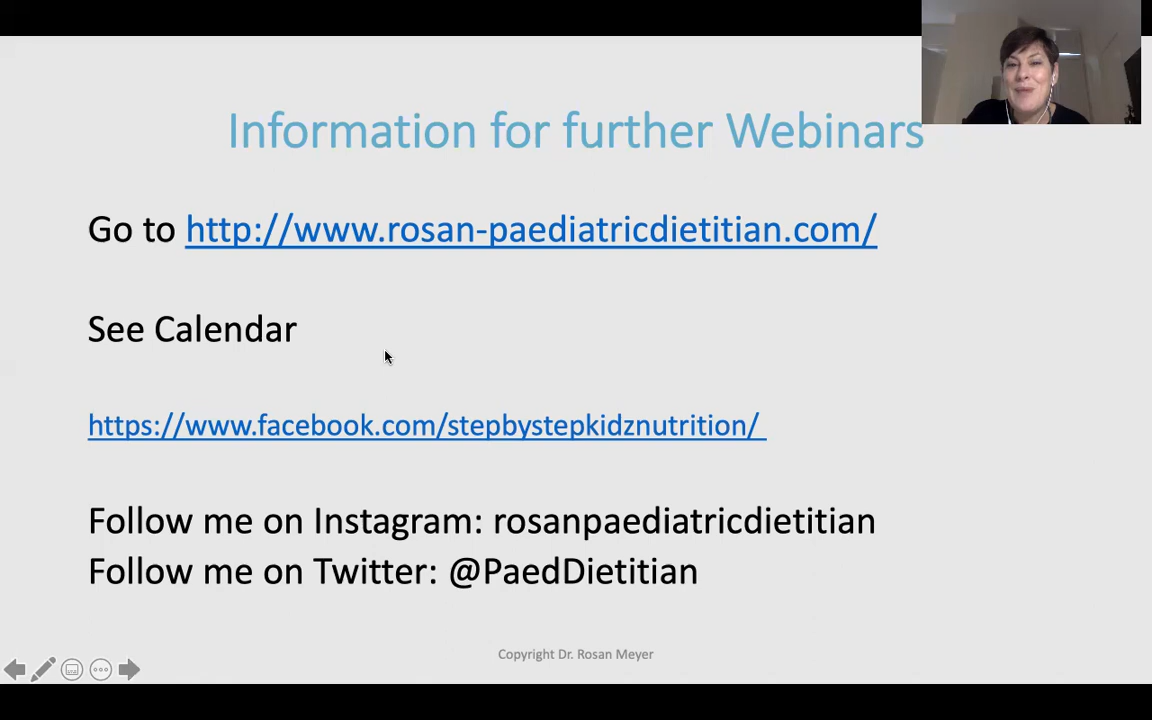 Information for further Webinars
Go to http://www.rosan-paediatricdietitian.com/
See Calendar
https://www.facebook.com/stepbystepkidznutrition/
Follow me on Instagram: rosanpaediatricdietitian
Follow me on Twitter: @PaedDietitian
Copyright Dr. Rosan Meyer